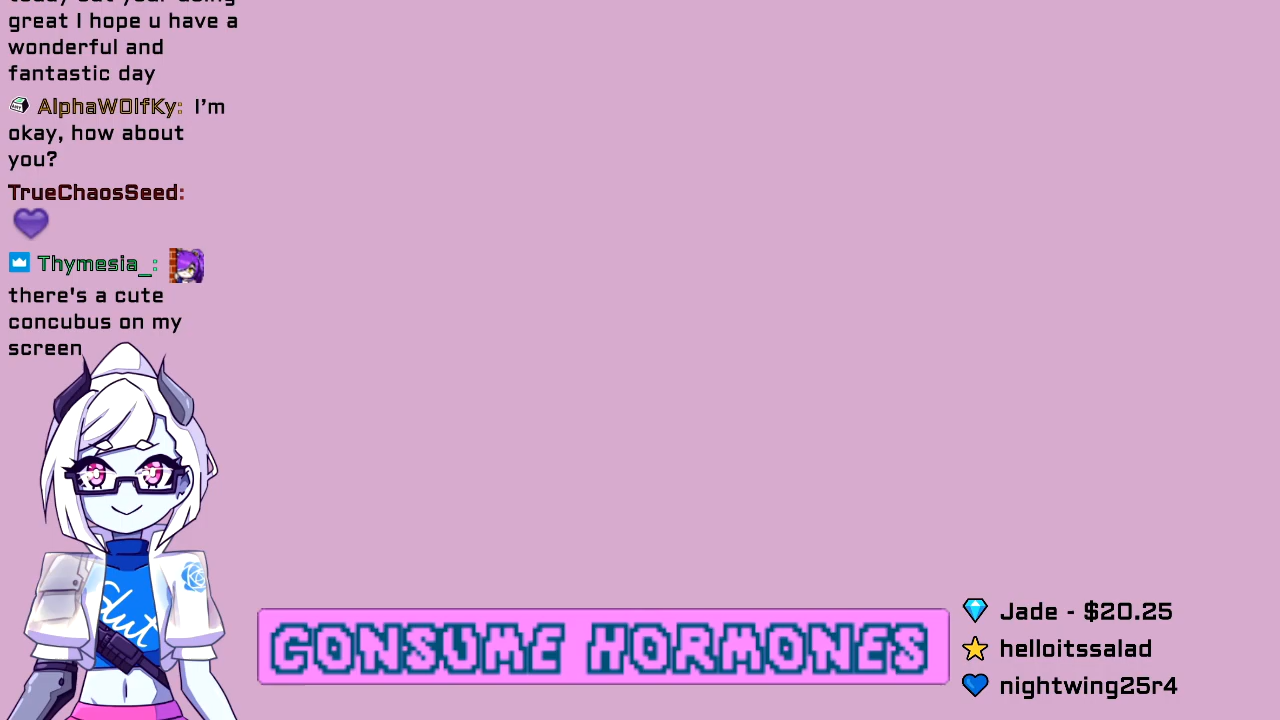 great I hope u have a
wonderful and
fantastic day
AlphaW0lfKy: I'm
okay, how about
you?
TrueChaosSeed:
Thymesia_:
there's a cute
concubus on my
screen
CONSUME HORMONES
Jade - $20.25
helloitssalad
nightwing25r4